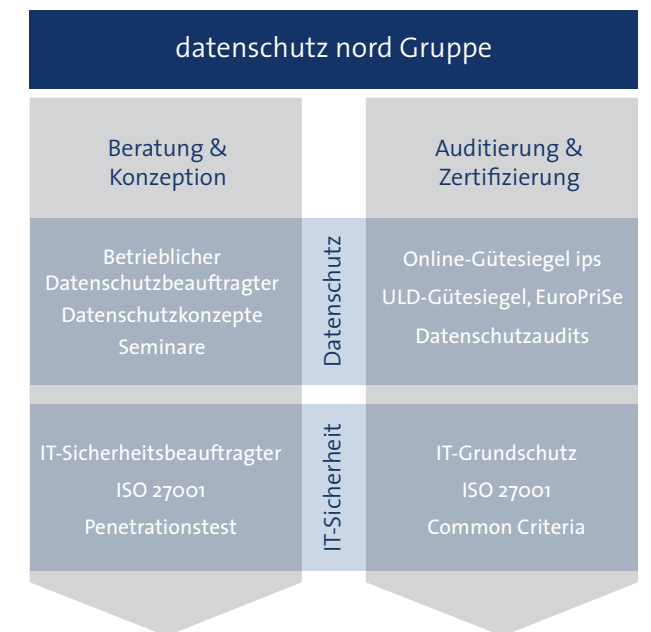 datenschutz nord Gruppe
Beratung &
Konzeption
Auditierung &
Zertifizierung
Betrieblicher
Datenschutzbeauftragter
Datenschutzkonzepte
Seminare
Datenschutz
Online-Gütesiegel ips
ULD-Gütesiegel, EuroPriSe
Datenschutzaudits
IT-Sicherheitsbeauftragter
ISO 27001
Penetrationstest
IT-Sicherheit
IT-Grundschutz
ISO 27001
Common Criteria